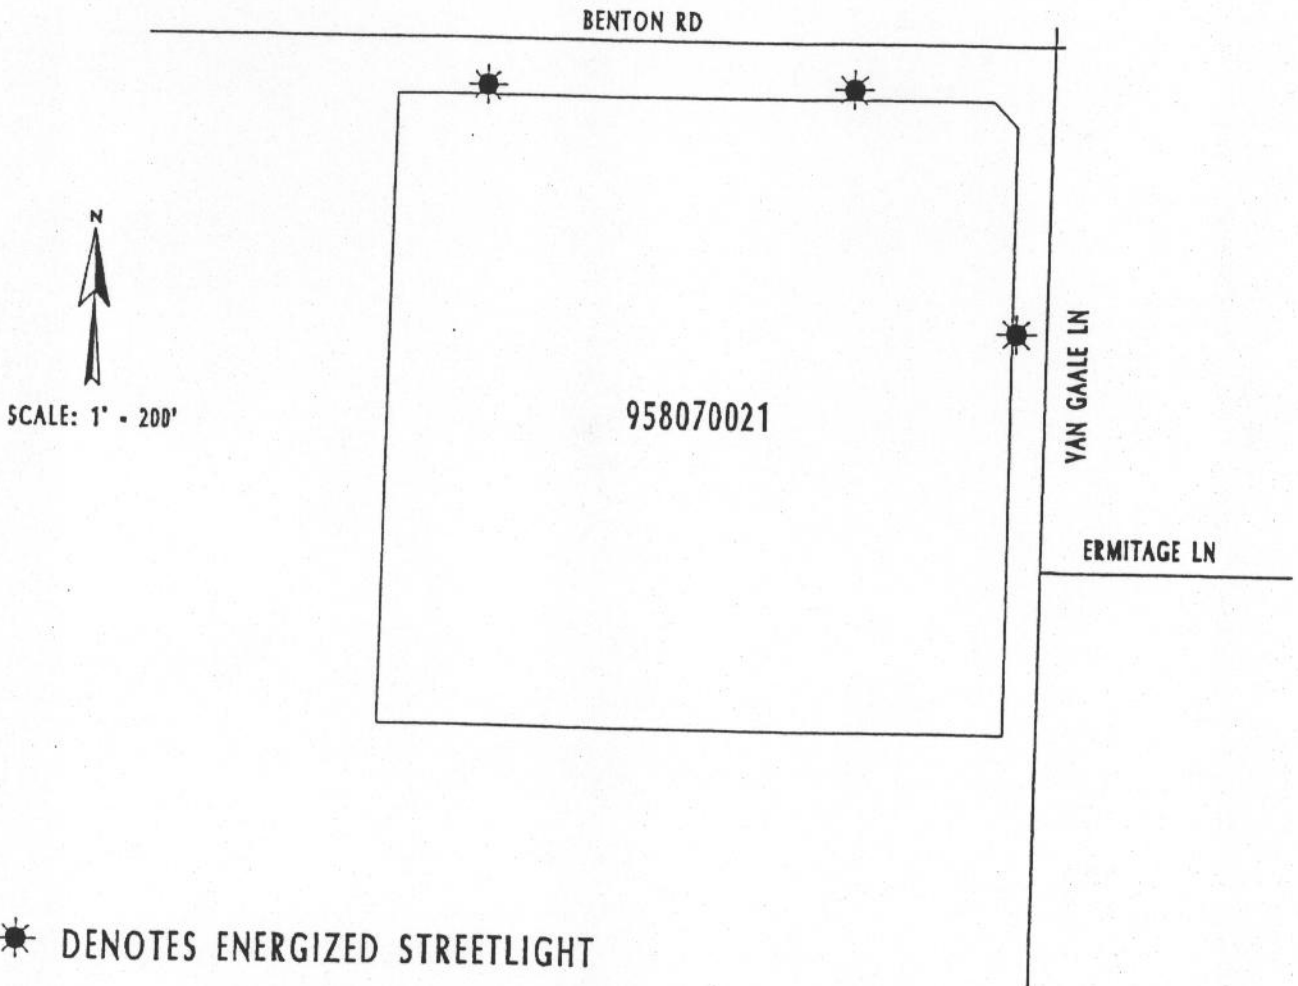 BENTON RD
N
SCALE: 1" - 200'
958070021
VAN GAALE LN
ERMITAGE LN
DENOTES ENERGIZED STREETLIGHT